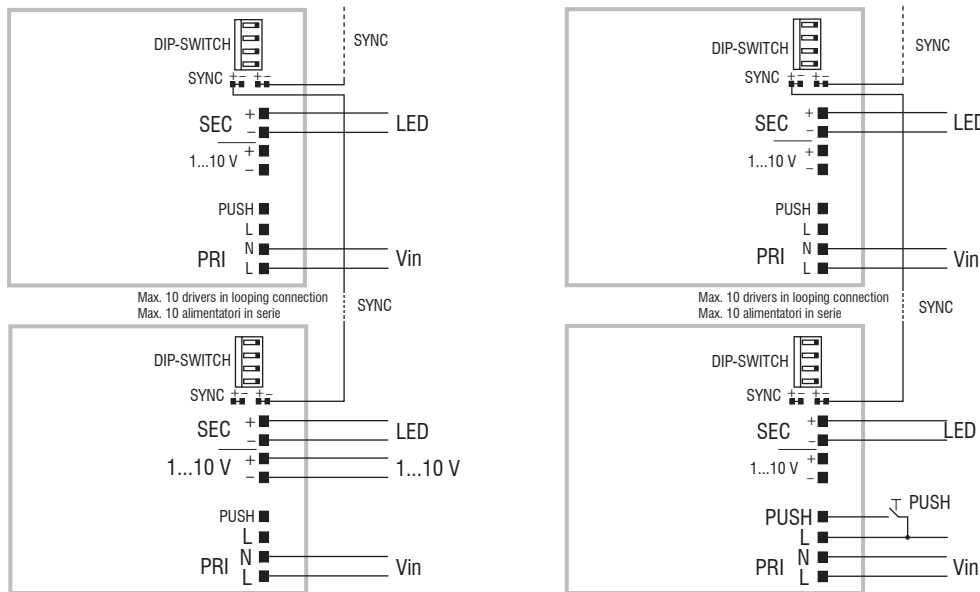 SYNC
DIP-SWITCH
SYNC + - + -
SEC + - LED
1...10 V + -
PUSH
L
PRI N L Vin
Max. 10 drivers in looping connection
Max. 10 alimentatori in serie
SYNC
DIP-SWITCH
SYNC + - + -
SEC + - LED
1...10 V + - 1...10 V
PUSH
L
PRI N L Vin
SYNC
DIP-SWITCH
SYNC + - + -
SEC + - LED
1...10 V + -
PUSH
L
PRI N L Vin
Max. 10 drivers in looping connection
Max. 10 alimentatori in serie
SYNC
DIP-SWITCH
SYNC + - + -
SEC + - LED
1...10 V + -
PUSH PUSH
L
PRI N L Vin